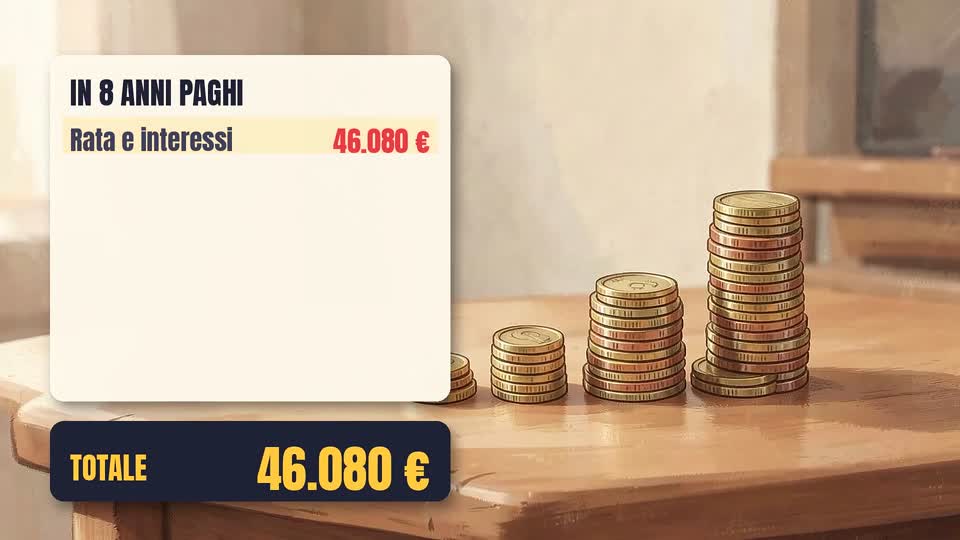 IN 8 ANNI PAGHI
Rata e interessi 46.080 €
TOTALE 46.080 €